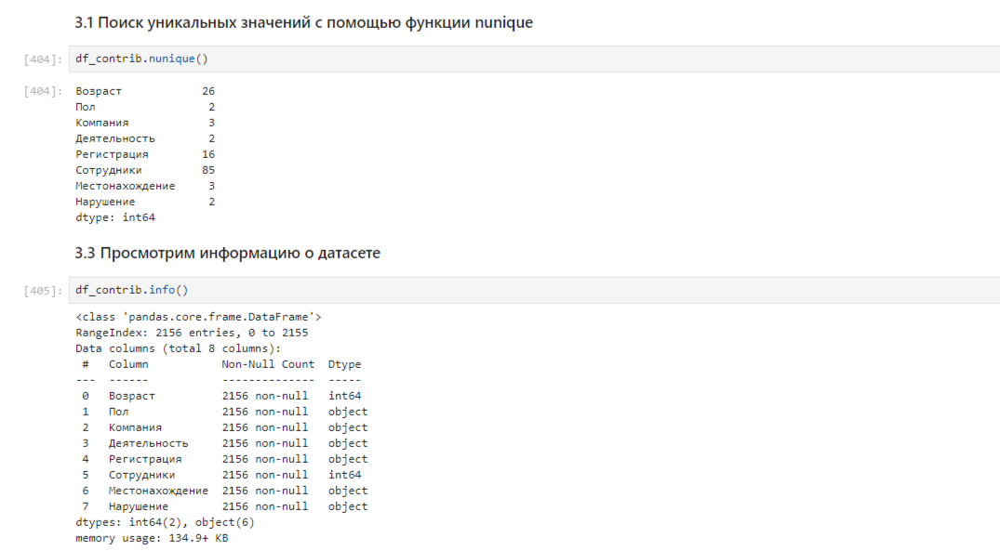 3.1 Поиск уникальных значений с помощью функции nunique
[404]: df_contrib.nunique()
[404]: Возраст 26
Пол 2
Компания 3
Деятельность 2
Регистрация 16
Сотрудники 85
Местонахождение 3
Нарушение 2
dtype: int64
3.3 Просмотрим информацию о датасете
[405]: df_contrib.info()
<class 'pandas.core.frame.DataFrame'>
RangeIndex: 2156 entries, 0 to 2155
Data columns (total 8 columns):
# Column Non-Null Count Dtype
--- ------ -------------- -----
0 Возраст 2156 non-null int64
1 Пол 2156 non-null object
2 Компания 2156 non-null object
3 Деятельность 2156 non-null object
4 Регистрация 2156 non-null object
5 Сотрудники 2156 non-null int64
6 Местонахождение 2156 non-null object
7 Нарушение 2156 non-null object
dtypes: int64(2), object(6)
memory usage: 134.9+ KB